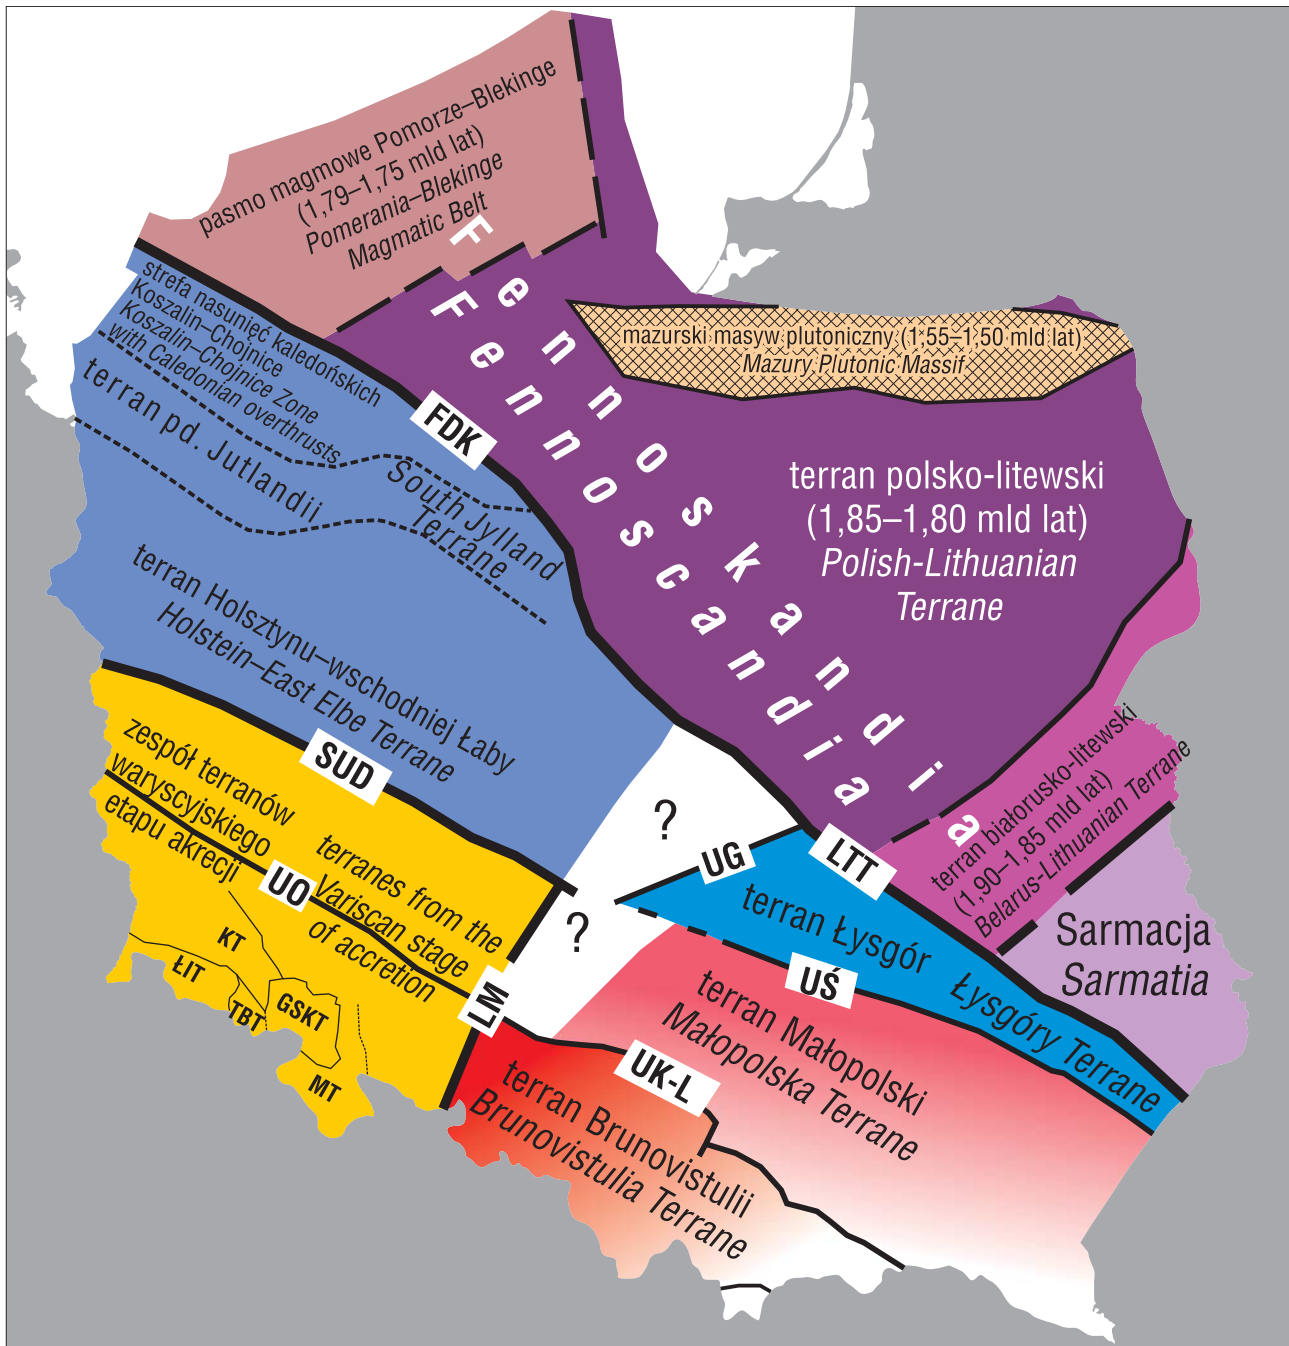 pasmo magmowe Pomorze–Blekinge
(1,79–1,75 mld lat)
Pomerania–Blekinge
Magmatic Belt
Fennoskandia
Fennoscandia
mazurski masyw plutoniczny (1,55–1,50 mld lat)
Mazury Plutonic Massif
strefa nasunięć kaledońskich
Koszalin–Chojnice
Koszalin–Chojnice Zone
with Caledonian overthrusts
terran pd. Jutlandii
South Jylland
Terrane
FDK
terran polsko-litewski
(1,85–1,80 mld lat)
Polish-Lithuanian
Terrane
terran Holsztynu–wschodniej Łaby
Holstein–East Elbe Terrane
SUD
zespół terranów
waryscyjskiego
etapu akrecji
terranes from the
Variscan stage
of accretion
UO
KT
ŁIT
TBT
GSKT
MT
LM
?
?
UG
LTT
terran białorusko-litewski
(1,90–1,85 mld lat)
Belarus-Lithuanian Terrane
Sarmacja
Sarmatia
terran Łysgór
Łysgóry Terrane
UŚ
terran Małopolski
Małopolska Terrane
UK-L
terran Brunovistulii
Brunovistulia Terrane